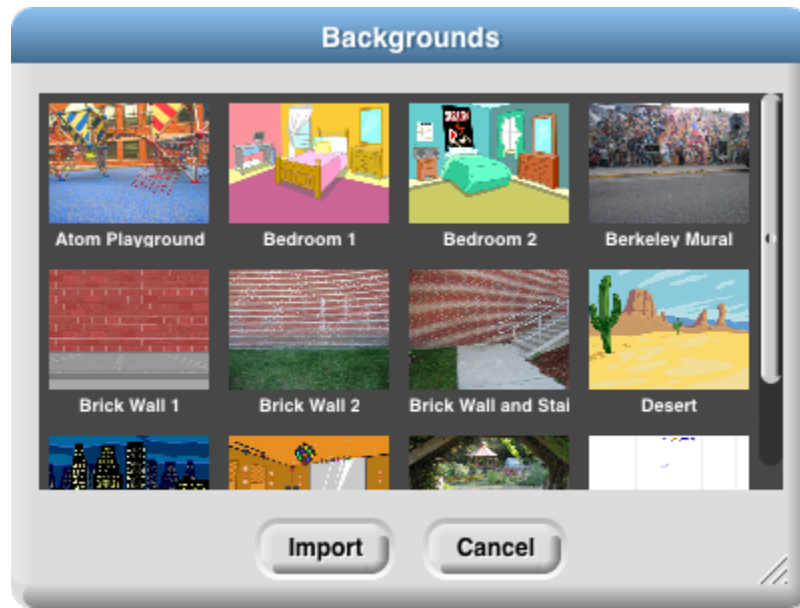 Backgrounds
Atom Playground
Bedroom 1
Bedroom 2
Berkeley Mural
Brick Wall 1
Brick Wall 2
Brick Wall and Stai
Desert
Import
Cancel